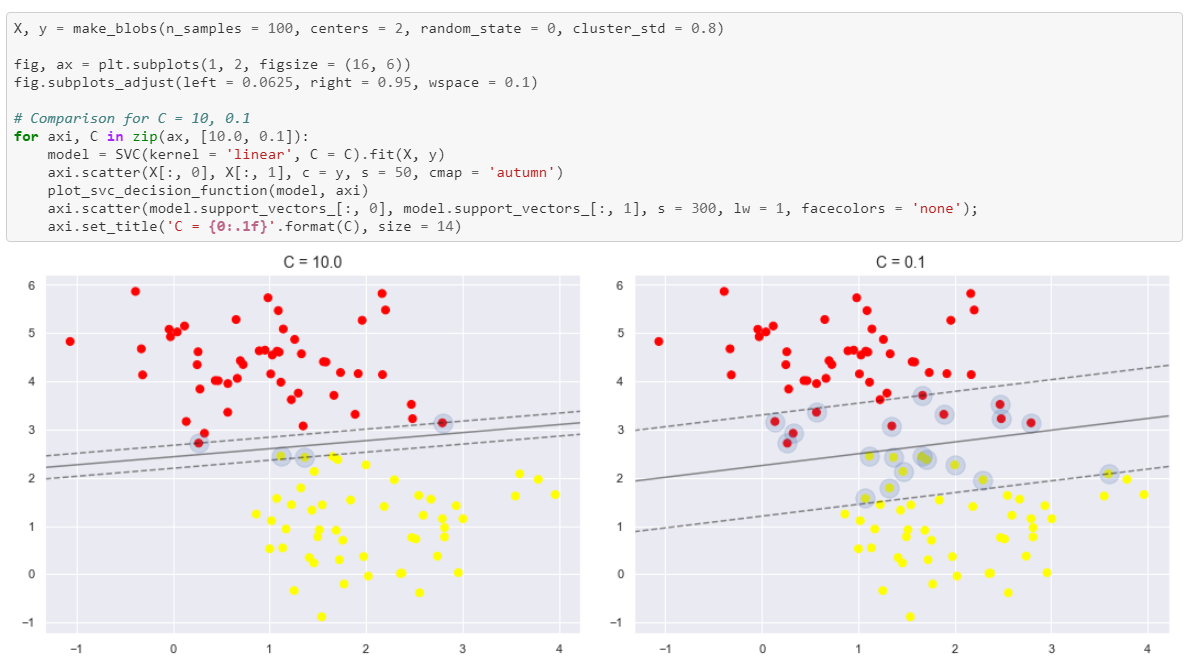 X, y = make_blobs(n_samples = 100, centers = 2, random_state = 0, cluster_std = 0.8)
fig, ax = plt.subplots(1, 2, figsize = (16, 6))
fig.subplots_adjust(left = 0.0625, right = 0.95, wspace = 0.1)
# Comparison for C = 10, 0.1
for axi, C in zip(ax, [10.0, 0.1]):
    model = SVC(kernel = 'linear', C = C).fit(X, y)
    axi.scatter(X[:, 0], X[:, 1], c = y, s = 50, cmap = 'autumn')
    plot_svc_decision_function(model, axi)
    axi.scatter(model.support_vectors_[:, 0], model.support_vectors_[:, 1], s = 300, lw = 1, facecolors = 'none');
    axi.set_title('C = {0:.1f}'.format(C), size = 14)
C = 10.0
6
5
4
3
2
1
0
−1
−1 0 1 2 3 4
C = 0.1
6
5
4
3
2
1
0
−1
−1 0 1 2 3 4